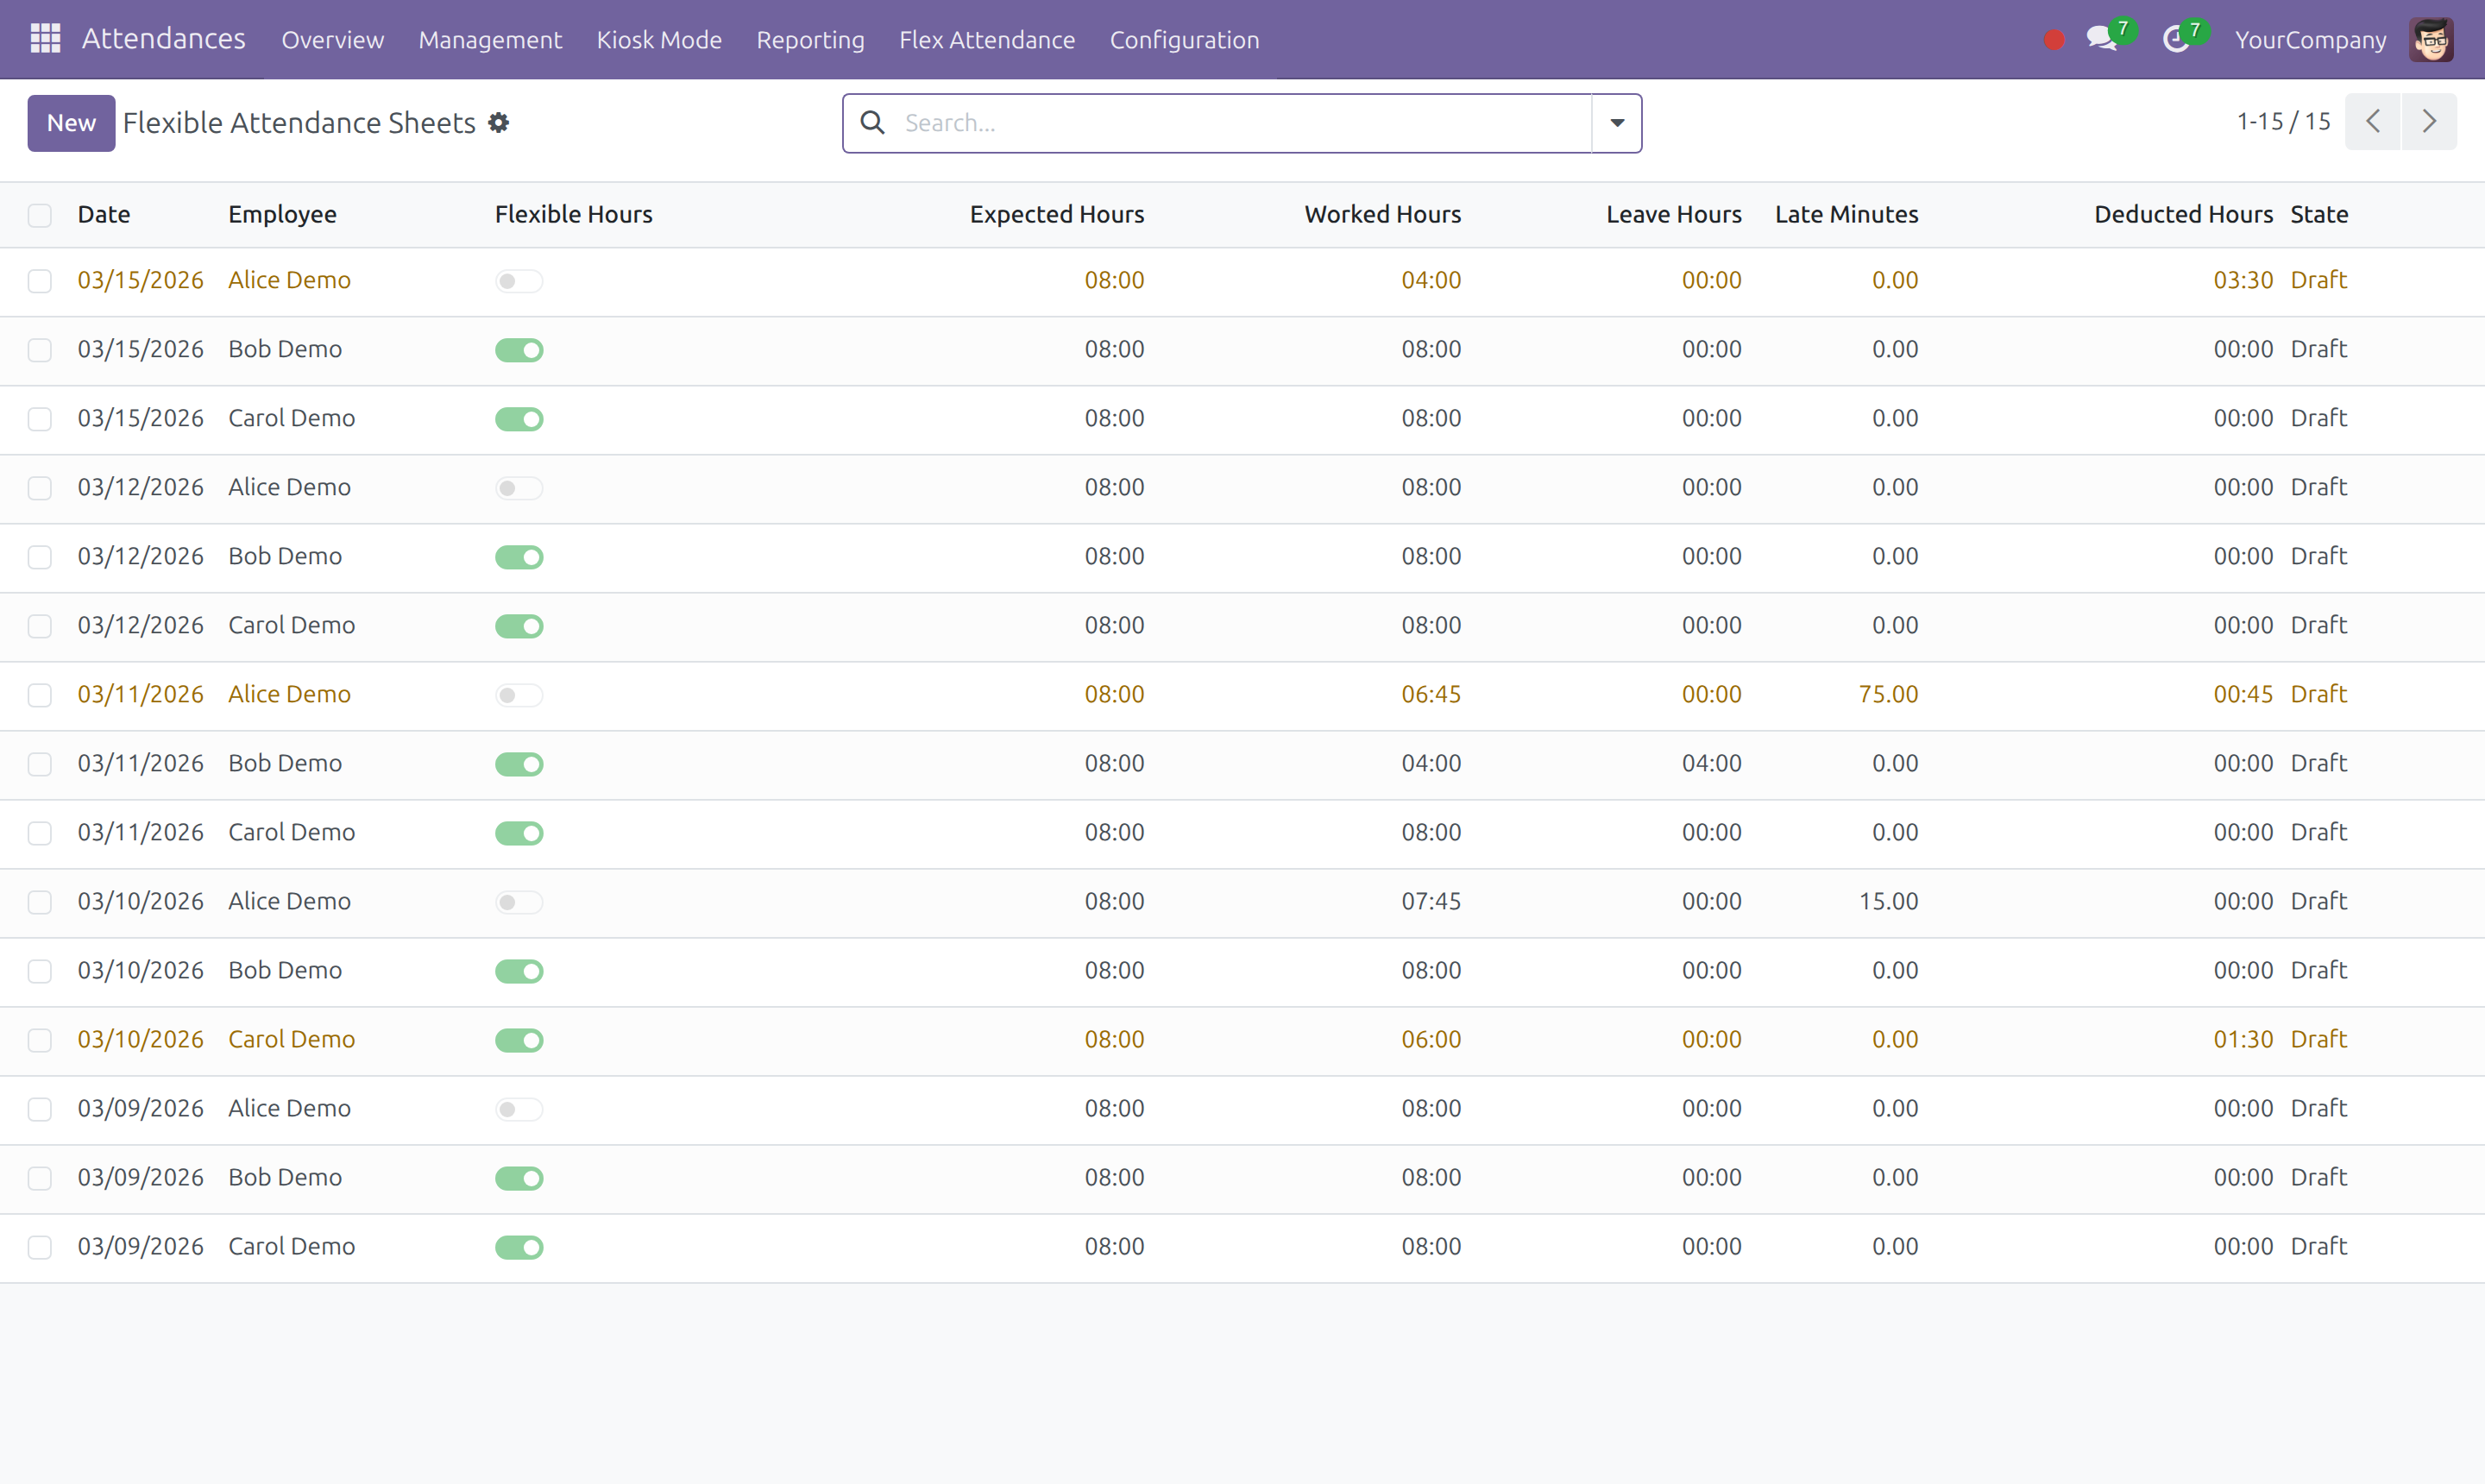 Attendances Overview Management Kiosk Mode Reporting Flex Attendance Configuration 7 7 YourCompany
New Flexible Attendance Sheets Search... 1-15 / 15
Date Employee Flexible Hours Expected Hours Worked Hours Leave Hours Late Minutes Deducted Hours State
03/15/2026 Alice Demo 08:00 04:00 00:00 0.00 03:30 Draft
03/15/2026 Bob Demo 08:00 08:00 00:00 0.00 00:00 Draft
03/15/2026 Carol Demo 08:00 08:00 00:00 0.00 00:00 Draft
03/12/2026 Alice Demo 08:00 08:00 00:00 0.00 00:00 Draft
03/12/2026 Bob Demo 08:00 08:00 00:00 0.00 00:00 Draft
03/12/2026 Carol Demo 08:00 08:00 00:00 0.00 00:00 Draft
03/11/2026 Alice Demo 08:00 06:45 00:00 75.00 00:45 Draft
03/11/2026 Bob Demo 08:00 04:00 04:00 0.00 00:00 Draft
03/11/2026 Carol Demo 08:00 08:00 00:00 0.00 00:00 Draft
03/10/2026 Alice Demo 08:00 07:45 00:00 15.00 00:00 Draft
03/10/2026 Bob Demo 08:00 08:00 00:00 0.00 00:00 Draft
03/10/2026 Carol Demo 08:00 06:00 00:00 0.00 01:30 Draft
03/09/2026 Alice Demo 08:00 08:00 00:00 0.00 00:00 Draft
03/09/2026 Bob Demo 08:00 08:00 00:00 0.00 00:00 Draft
03/09/2026 Carol Demo 08:00 08:00 00:00 0.00 00:00 Draft